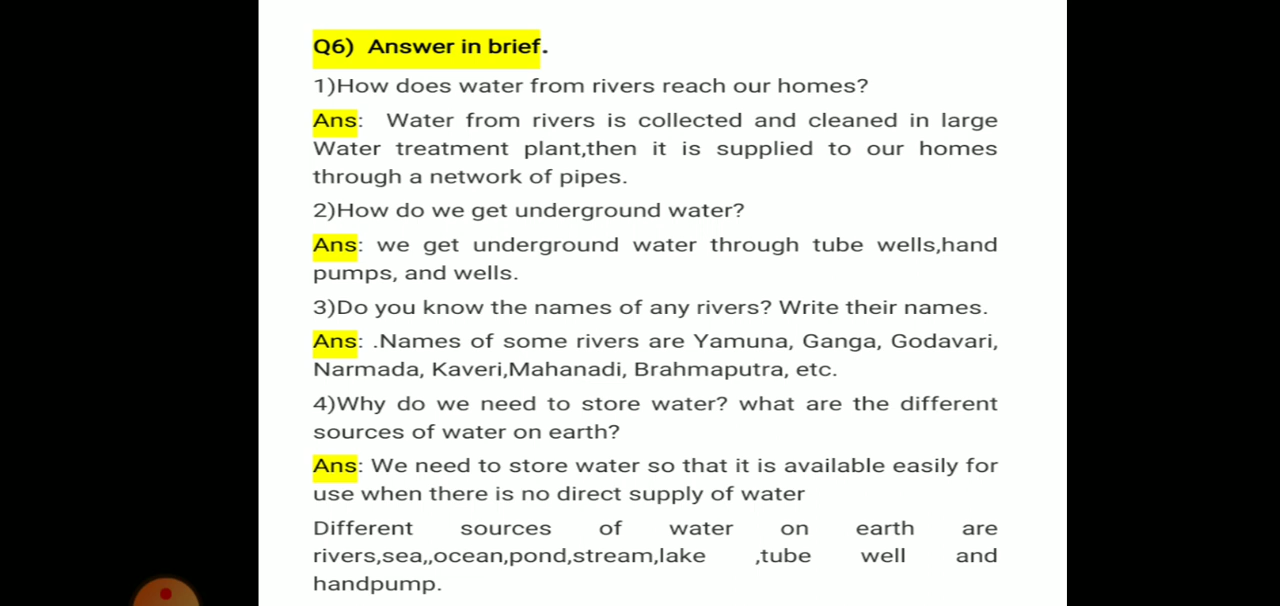 Q6) Answer in brief.
1)How does water from rivers reach our homes?
Ans: Water from rivers is collected and cleaned in large
Water treatment plant,then it is supplied to our homes
through a network of pipes.
2)How do we get underground water?
Ans: we get underground water through tube wells,hand
pumps, and wells.
3)Do you know the names of any rivers? Write their names.
Ans: .Names of some rivers are Yamuna, Ganga, Godavari,
Narmada, Kaveri,Mahanadi, Brahmaputra, etc.
4)Why do we need to store water? what are the different
sources of water on earth?
Ans: We need to store water so that it is available easily for
use when there is no direct supply of water
Different sources of water on earth are
rivers,sea,,ocean,pond,stream,lake ,tube well and
handpump.